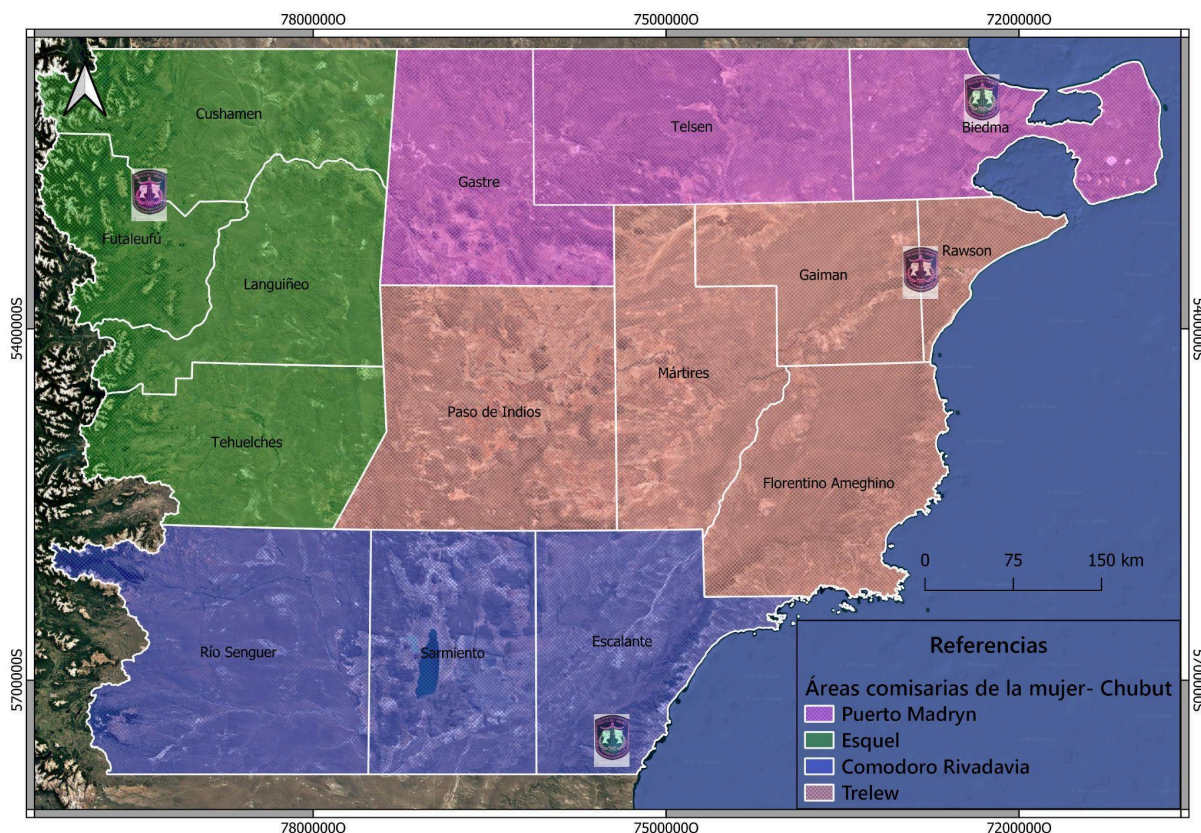 7800000O 7500000O 7200000O
Cushamen
Telsen
Biedma
Gastre
Futaleufú
Rawson
Gaiman
Languiñeo
5400000S 5400000S
Mártires
Paso de Indios
Tehuelches
Florentino Ameghino
0 75 150 km
Escalante
Río Senguer
Sarmiento
Referencias
5700000S 5700000S
Áreas comisarias de la mujer- Chubut
Puerto Madryn
Esquel
Comodoro Rivadavia
Trelew
7800000O 7500000O 7200000O